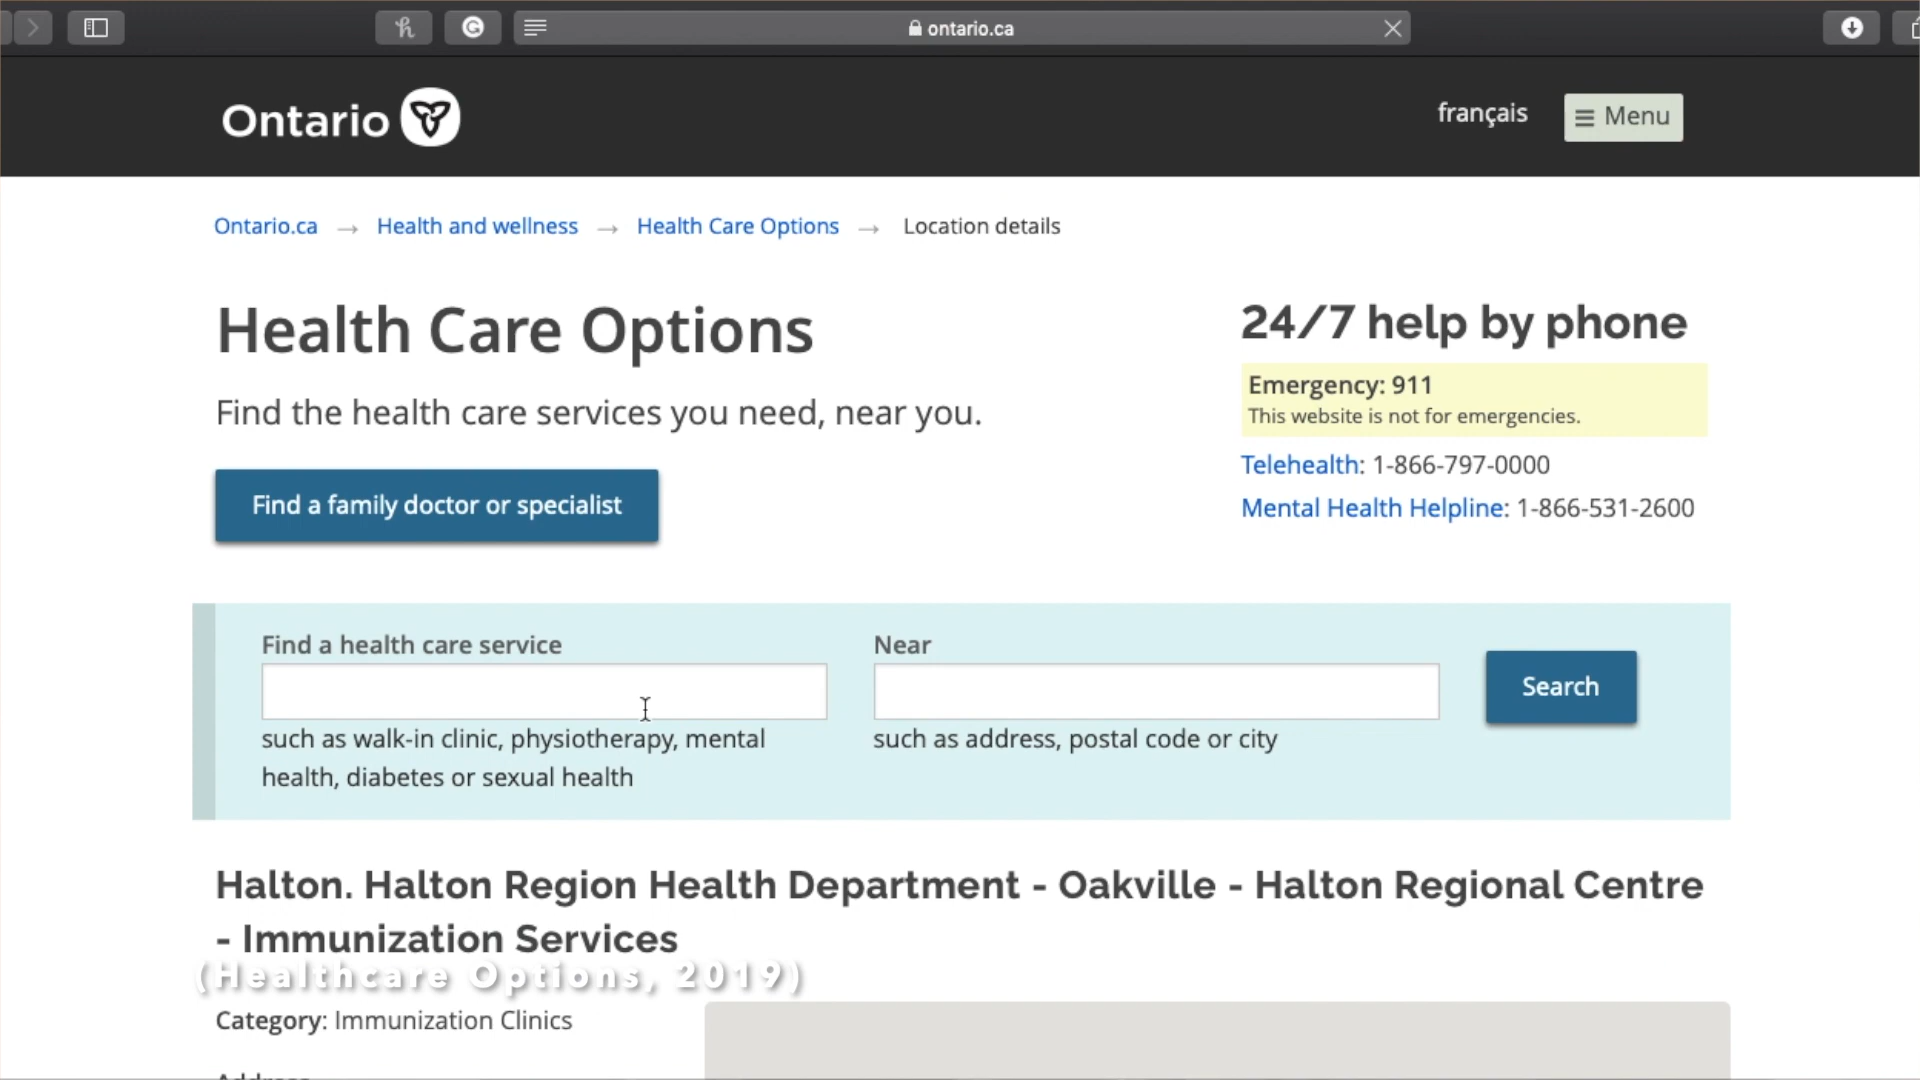 ontario.ca
Ontario
français
Menu
Ontario.ca → Health and wellness → Health Care Options → Location details
Health Care Options
Find the health care services you need, near you.
Find a family doctor or specialist
24/7 help by phone
Emergency: 911
This website is not for emergencies.
Telehealth: 1-866-797-0000
Mental Health Helpline: 1-866-531-2600
Find a health care service
such as walk-in clinic, physiotherapy, mental
health, diabetes or sexual health
Near
such as address, postal code or city
Search
Halton. Halton Region Health Department - Oakville - Halton Regional Centre
- Immunization Services
(Healthcare Options, 2019)
Category: Immunization Clinics